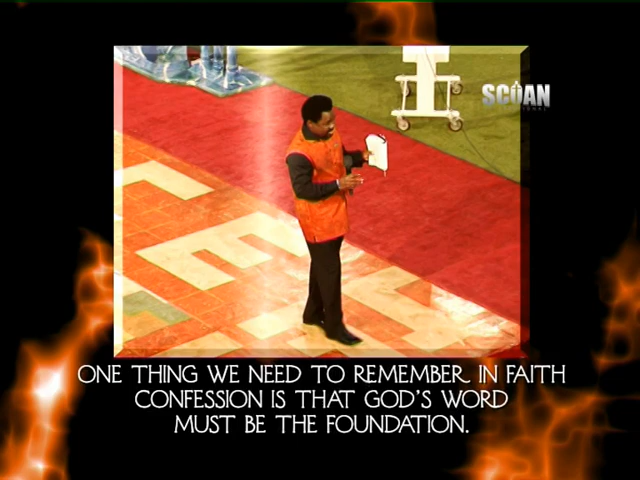 SCOAN
ONE THING WE NEED TO REMEMBER IN FAITH
CONFESSION IS THAT GOD'S WORD
MUST BE THE FOUNDATION.